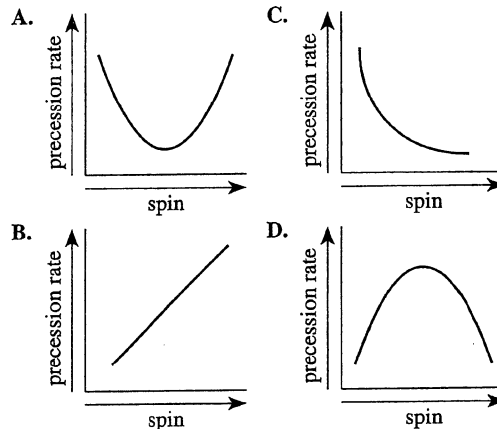 A.
precession rate
spin
B.
precession rate
spin
C.
precession rate
spin
D.
precession rate
spin